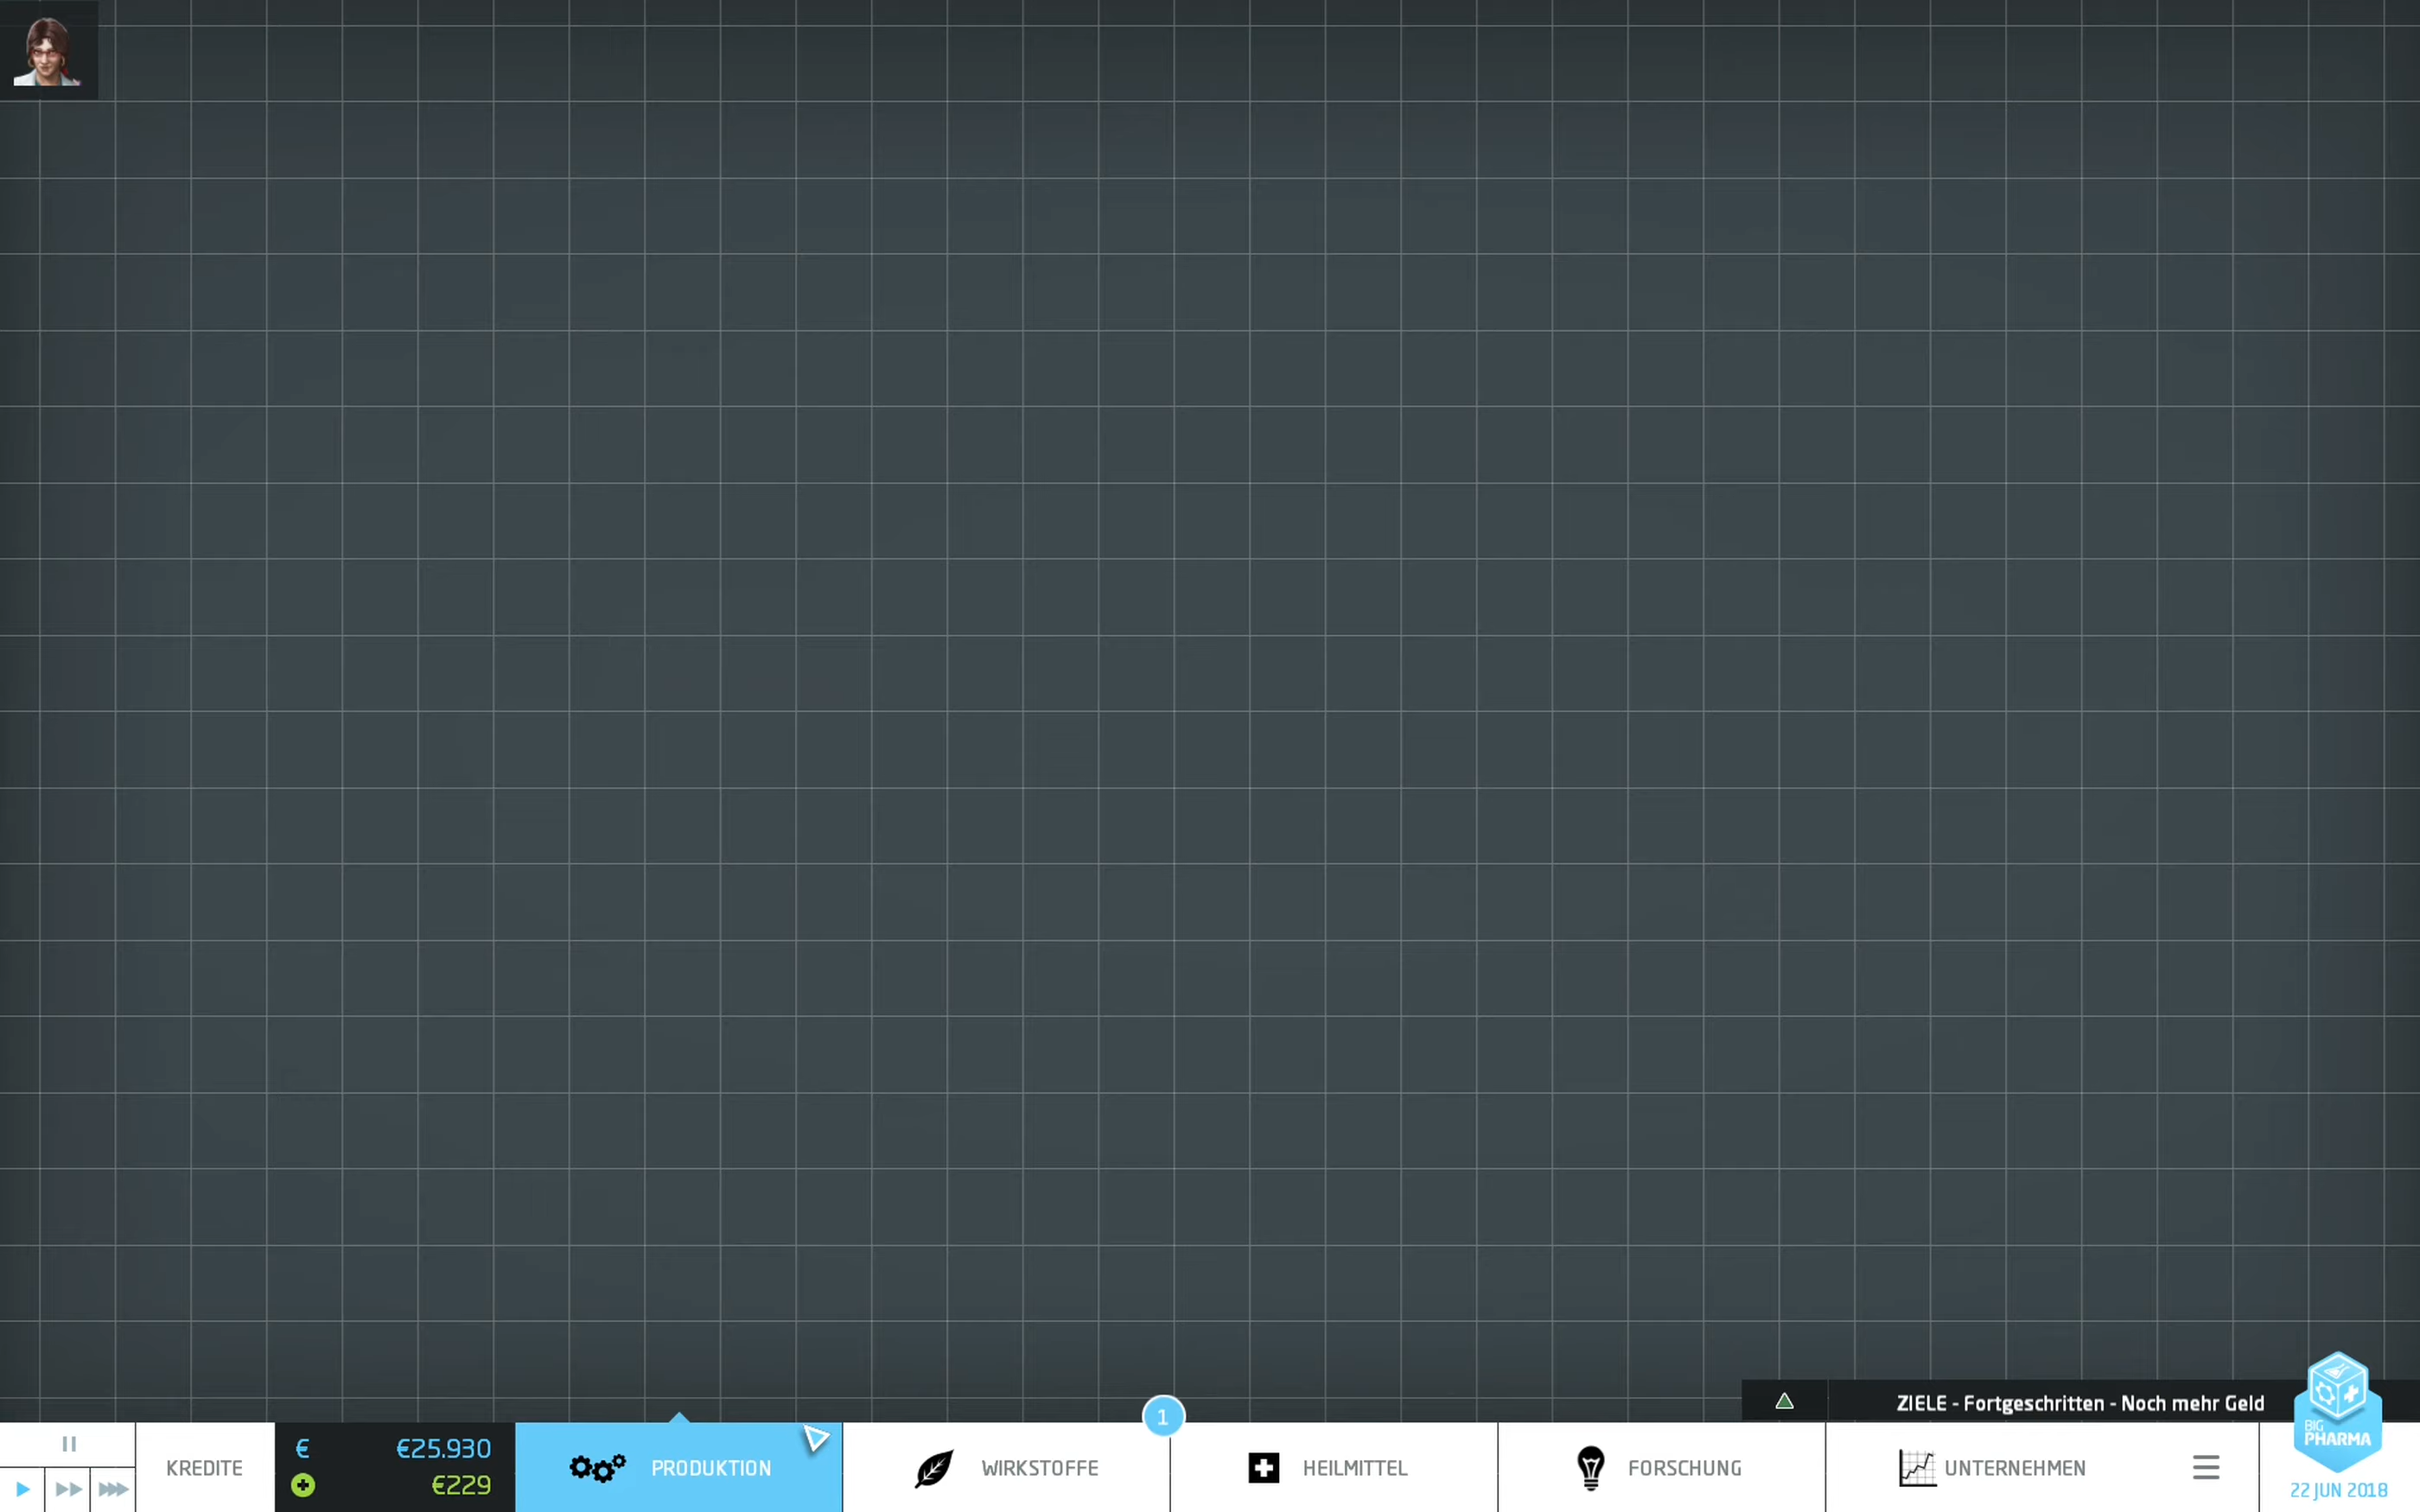 1
ZIELE - Fortgeschritten - Noch mehr Geld
KREDITE
€ €25.930
€229
PRODUKTION
WIRKSTOFFE
HEILMITTEL
FORSCHUNG
UNTERNEHMEN
BIG
PHARMA
22 JUN 2018